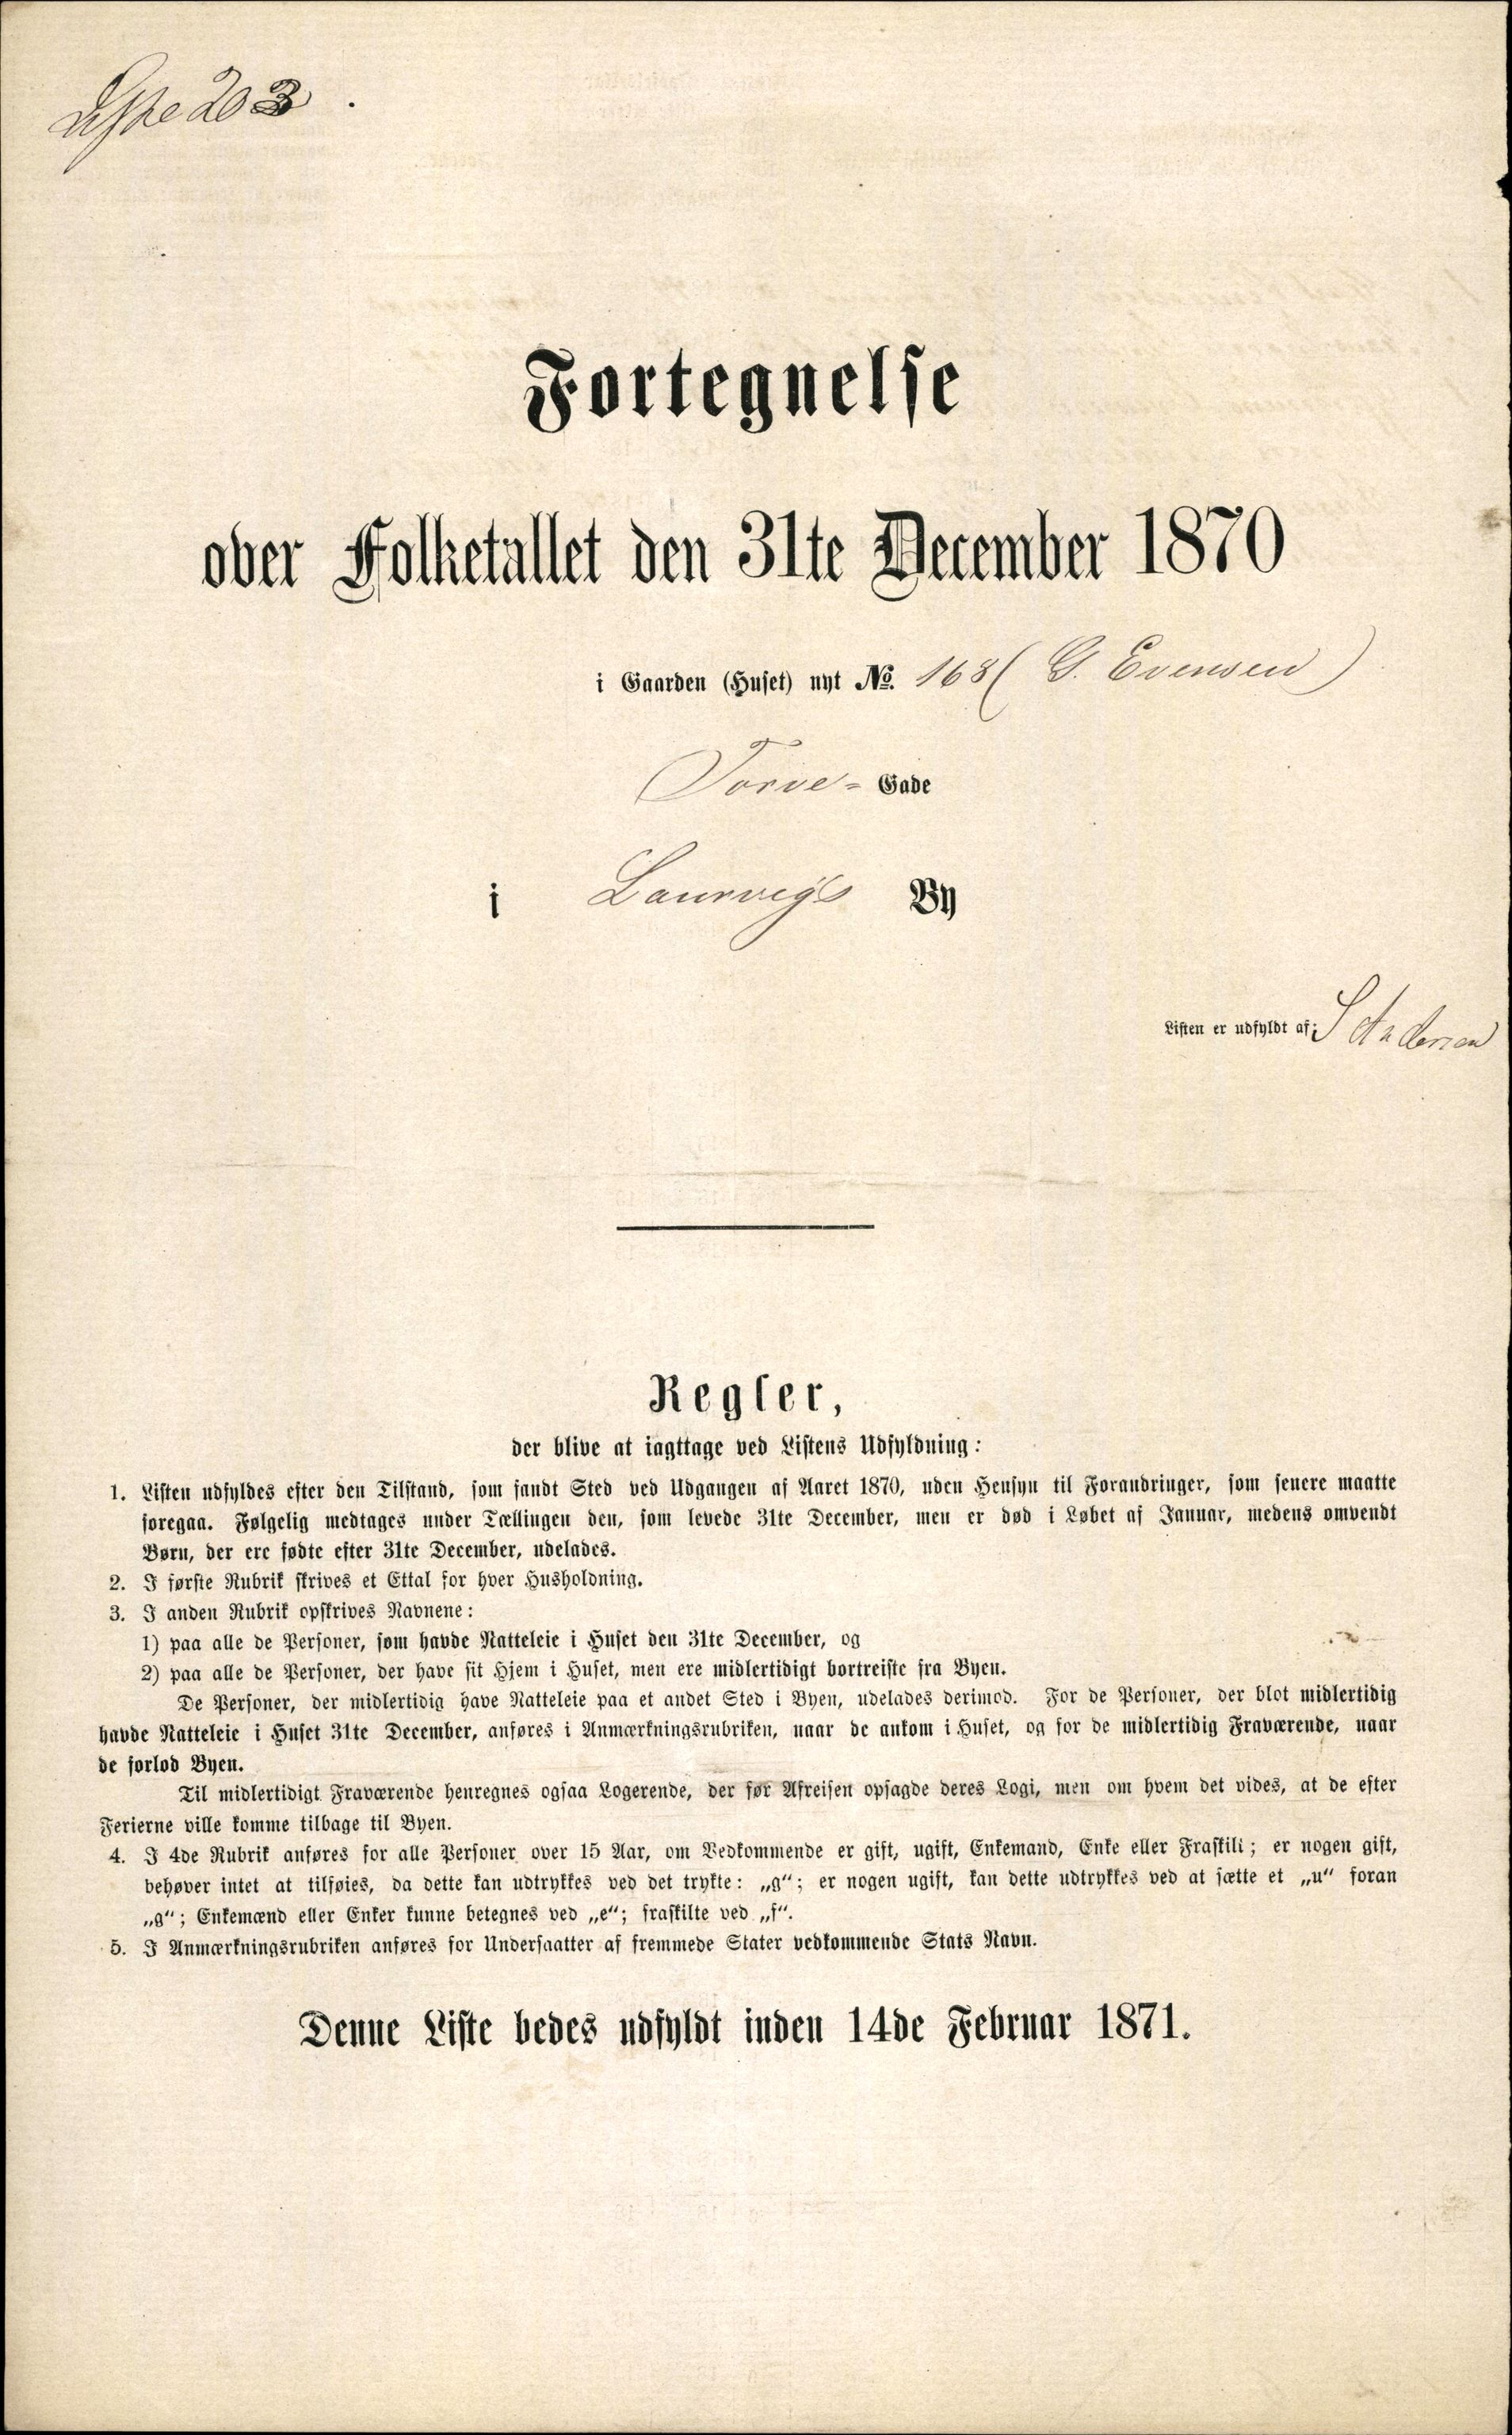 Liste 203
Fortegnelse
over Folketallet den 31te December 1870
i Gaarden (Huset) nyt No. 168 ( G. Evensen )
Torve- Gade
i Laurvigs By
Listen er udfyldt af: S Andersen
Regler,
der blive at iagttage ved Listens Udfyldning:
1. Listen udfyldes efter den Tilstand, som fandt Sted ved Udgangen af Aaret 1870, uden Hensyn til Forandringer, som senere maatte
foregaa. Følgelig medtages under Tællingen den, som levede 31te December, men er død i Løbet af Januar, medens omvendt
Børn, der ere fødte efter 31te December, udelades.
2. I første Rubrik skrives et Ettal for hver Husholdning.
3. I anden Rubrik opskrives Navnene:
1) paa alle de Personer, som havde Natteleie i Huset den 31te December, og
2) paa alle de Personer, der have sit Hjem i Huset, men ere midlertidigt bortreiste fra Byen.
De Personer, der midlertidig have Natteleie paa et andet Sted i Byen, udelades derimod. For de Personer, der blot midlertidig
havde Natteleie i Huset 31te December, anføres i Anmærkningsrubriken, naar de ankom i Huset, og for de midlertidig Fraværende, naar
de forlod Byen.
Til midlertidigt Fraværende henregnes ogsaa Logerende, der før Afreisen opsagde deres Logi, men om hvem det vides, at de efter
Ferierne ville komme tilbage til Byen.
4. I 4de Rubrik anføres for alle Personer over 15 Aar, om Vedkommende er gift, ugift, Enkemand, Enke eller Fraskilt; er nogen gift,
behøver intet at tilføies, da dette kan udtrykkes ved det trykte: „g“; er nogen ugift, kan dette udtrykkes ved at sætte et „u“ foran
„g“; Enkemænd eller Enker kunne betegnes ved „e“; fraskilte ved „f“.
5. I Anmærkningsrubriken anføres for Undersaatter af fremmede Stater vedkommende Stats Navn.
Denne Liste bedes udfyldt inden 14de Februar 1871.